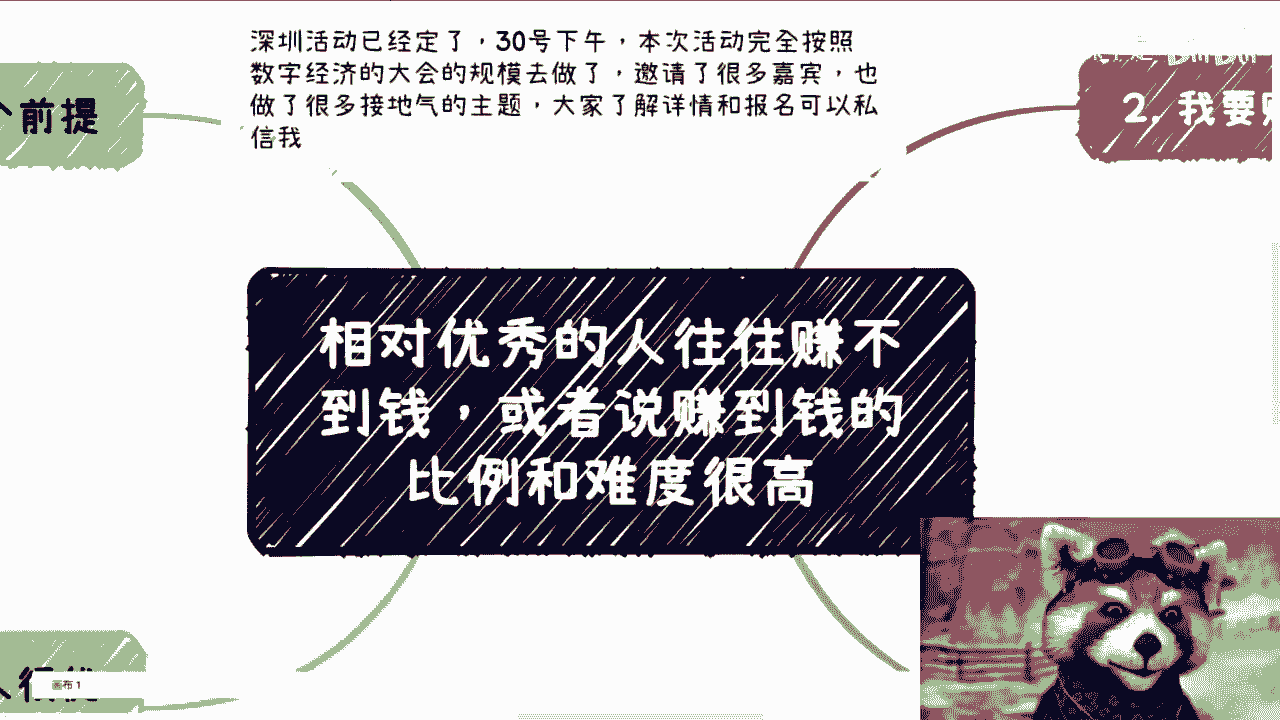 深圳活动已经定了，30号下午，本次活动完全按照
数字经济的大会的规模去做了，邀请了很多嘉宾，也
做了很多接地气的主题，大家了解详情和报名可以私
信我
前提
2. 我要
相对优秀的人往往赚不
到钱，或者说赚到钱的
比例和难度很高
画布 1